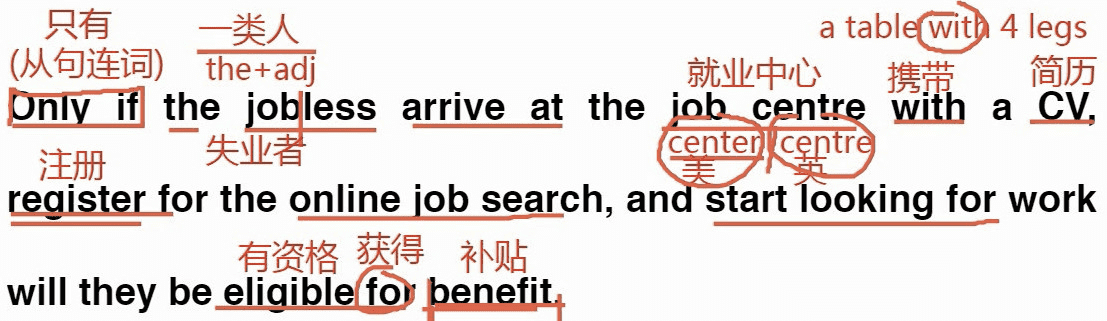 只有 一类人 a table with 4 legs
(从句连词) the+adj 就业中心 携带 简历
Only if the jobless arrive at the job centre with a CV,
注册 失业者 center centre
美 英
register for the online job search, and start looking for work
有资格 获得 补贴
will they be eligible for benefit.